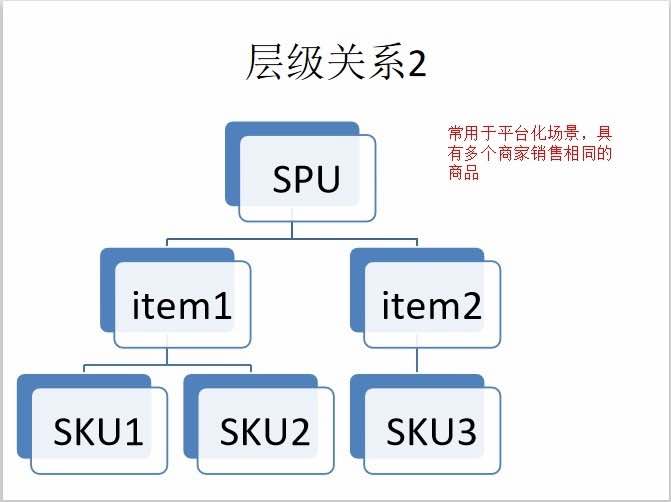 层级关系2
常用于平台化场景，具
有多个商家销售相同的
商品
SPU
item1
item2
SKU1
SKU2
SKU3